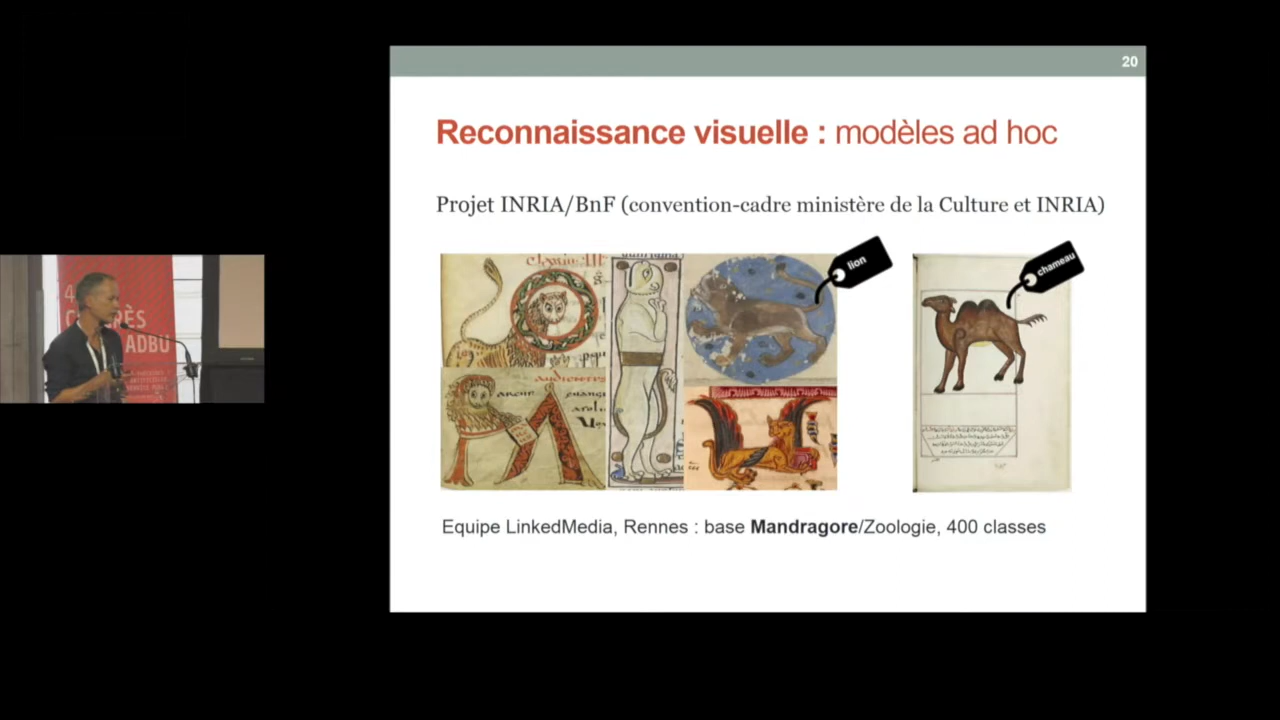 20
Reconnaissance visuelle : modèles ad hoc
Projet INRIA/BnF (convention-cadre ministère de la Culture et INRIA)
lion
chameau
Equipe LinkedMedia, Rennes : base Mandragore/Zoologie, 400 classes
ADBU